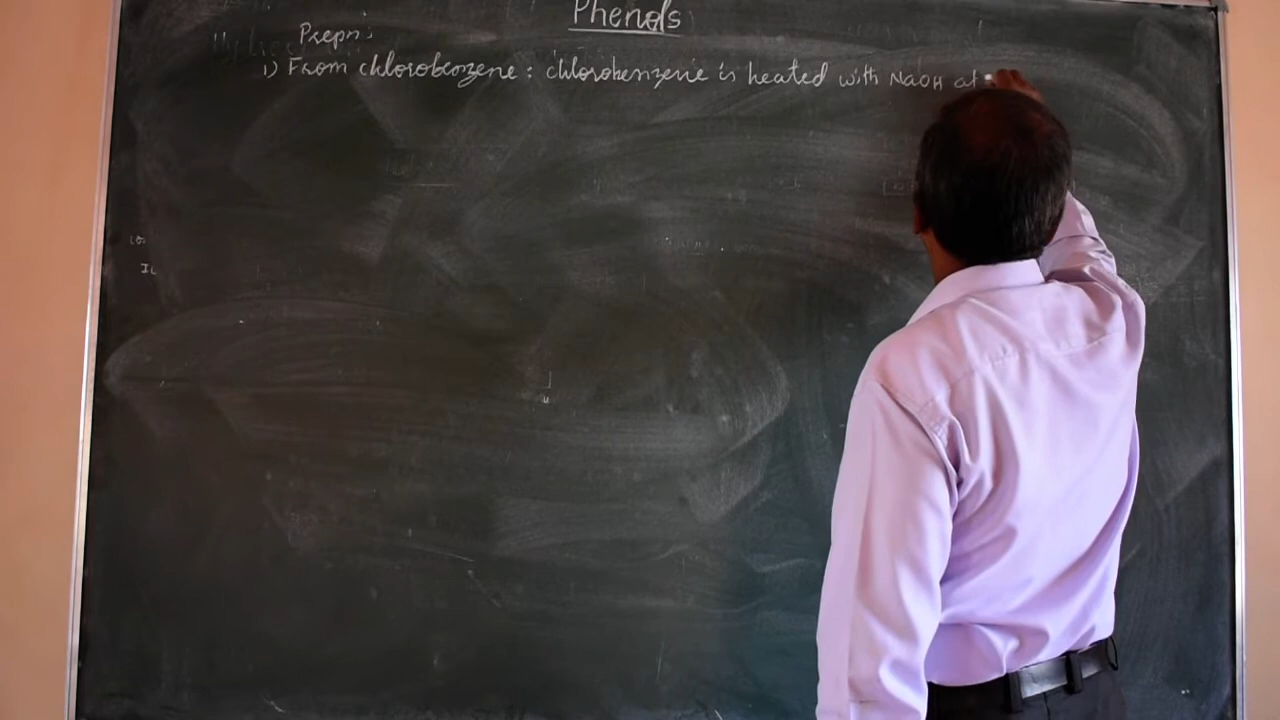 Phenols
Prepn:
1) From chlorobenzene : chlorobenzene is heated with NaOH at